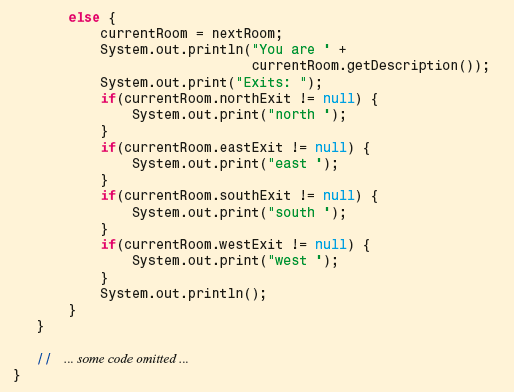 else {
currentRoom = nextRoom;
System.out.println("You are " +
currentRoom.getDescription());
System.out.print("Exits: ");
if(currentRoom.northExit != null) {
System.out.print("north ");
}
if(currentRoom.eastExit != null) {
System.out.print("east ");
}
if(currentRoom.southExit != null) {
System.out.print("south ");
}
if(currentRoom.westExit != null) {
System.out.print("west ");
}
System.out.println();
}
}
// ... some code omitted ...
}